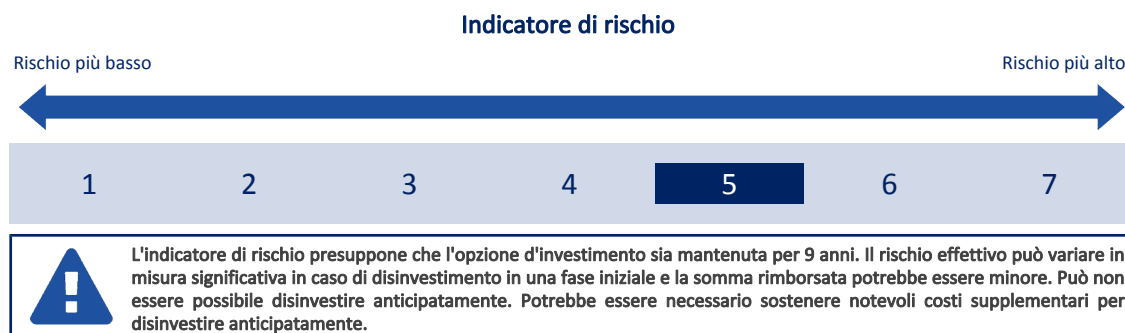 Indicatore di rischio
Rischio più basso
Rischio più alto
1 2 3 4 5 6 7
L'indicatore di rischio presuppone che l'opzione d'investimento sia mantenuta per 9 anni. Il rischio effettivo può variare in
misura significativa in caso di disinvestimento in una fase iniziale e la somma rimborsata potrebbe essere minore. Può non
essere possibile disinvestire anticipatamente. Potrebbe essere necessario sostenere notevoli costi supplementari per
disinvestire anticipatamente.